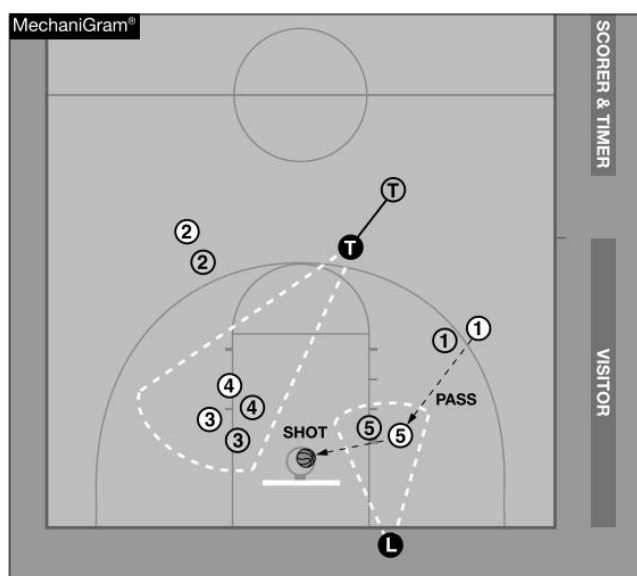 MechaniGram®
SCORER & TIMER
T
T
2
2
1
1
VISITOR
4
4
PASS
3
3
SHOT
5
5
L